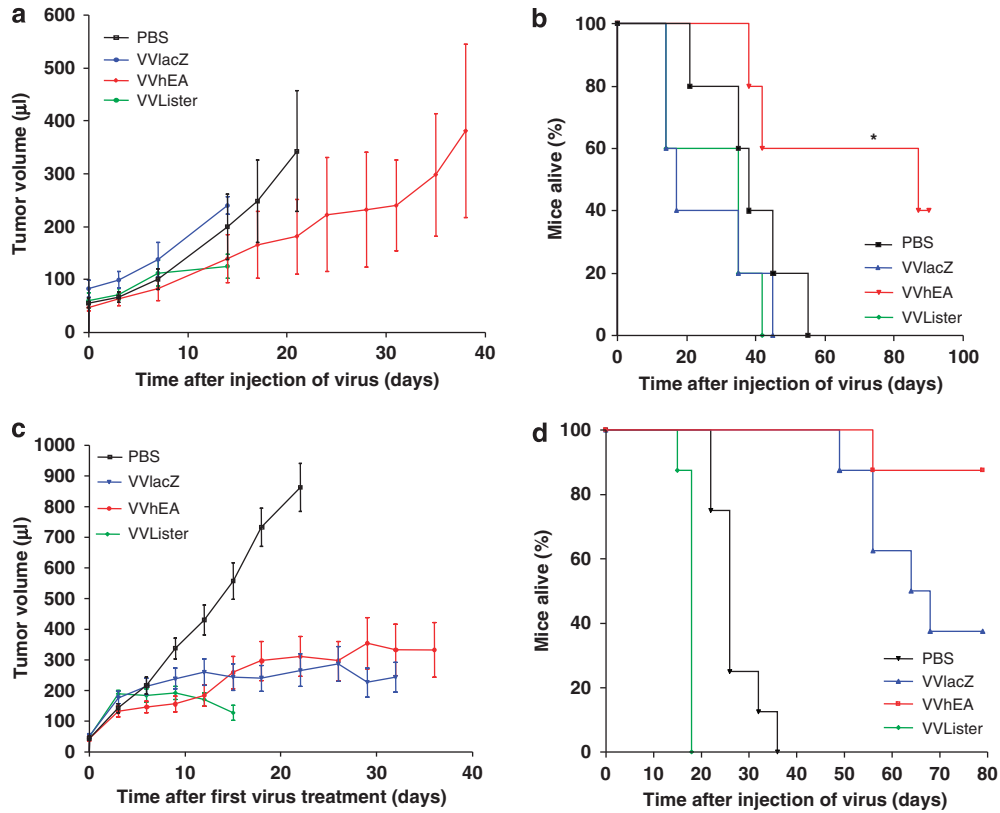 a
600
500
400
300
200
100
0
Tumor volume (µl)
0 10 20 30 40
Time after injection of virus (days)
PBS
VVlacZ
VVhEA
VVLister
b
100
80
60
40
20
0
Mice alive (%)
0 20 40 60 80 100
Time after injection of virus (days)
*
PBS
VVlacZ
VVhEA
VVLister
c
1000
900
800
700
600
500
400
300
200
100
0
Tumor volume (µl)
0 10 20 30 40
Time after first virus treatment (days)
PBS
VVlacZ
VVhEA
VVLister
d
100
80
60
40
20
0
Mice alive (%)
0 10 20 30 40 50 60 70 80
Time after injection of virus (days)
PBS
VVlacZ
VVhEA
VVLister